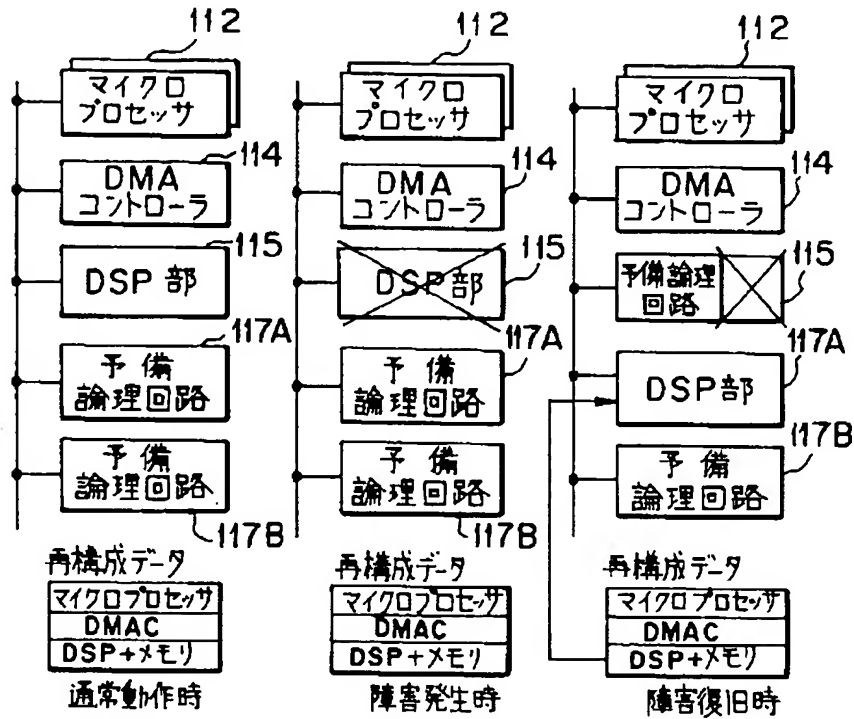 112
マイクロ
プロセッサ
114
DMA
コントローラ
115
DSP部
117A
予備
論理回路
予備
論理回路
117B
再構成データ
マイクロプロセッサ
DMAC
DSP+メモリ
通常動作時
112
マイクロ
プロセッサ
114
DMA
コントローラ
115
DSP部
117A
予備
論理回路
予備
論理回路
117B
再構成データ
マイクロプロセッサ
DMAC
DSP+メモリ
障害発生時
112
マイクロ
プロセッサ
114
DMA
コントローラ
115
予備論理
回路
117A
DSP部
117B
予備
論理回路
再構成データ
マイクロプロセッサ
DMAC
DSP+メモリ
障害復旧時